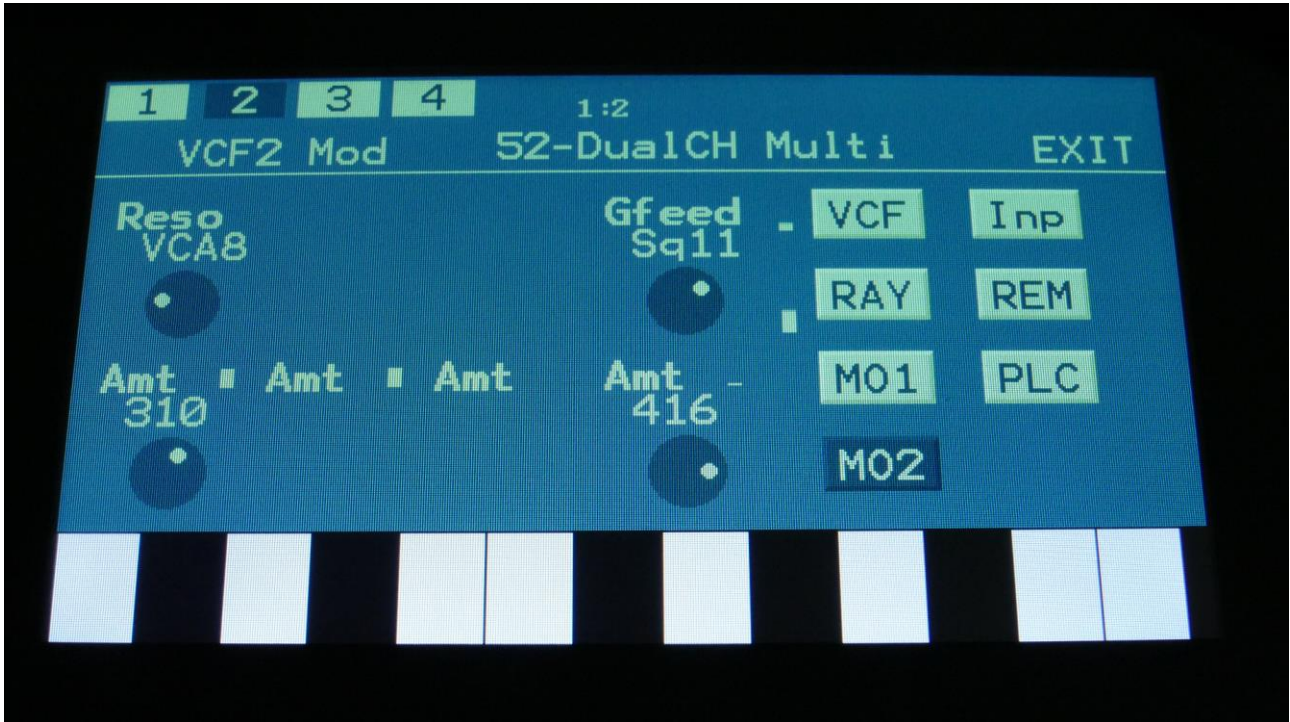 1 2 3 4 1:2
VCF2 Mod 52-DualCH Multi EXIT
Reso Gfeed VCF Inp
VCA8 Sq11
RAY REM
Amt Amt Amt Amt MO1 PLC
310 416
MO2